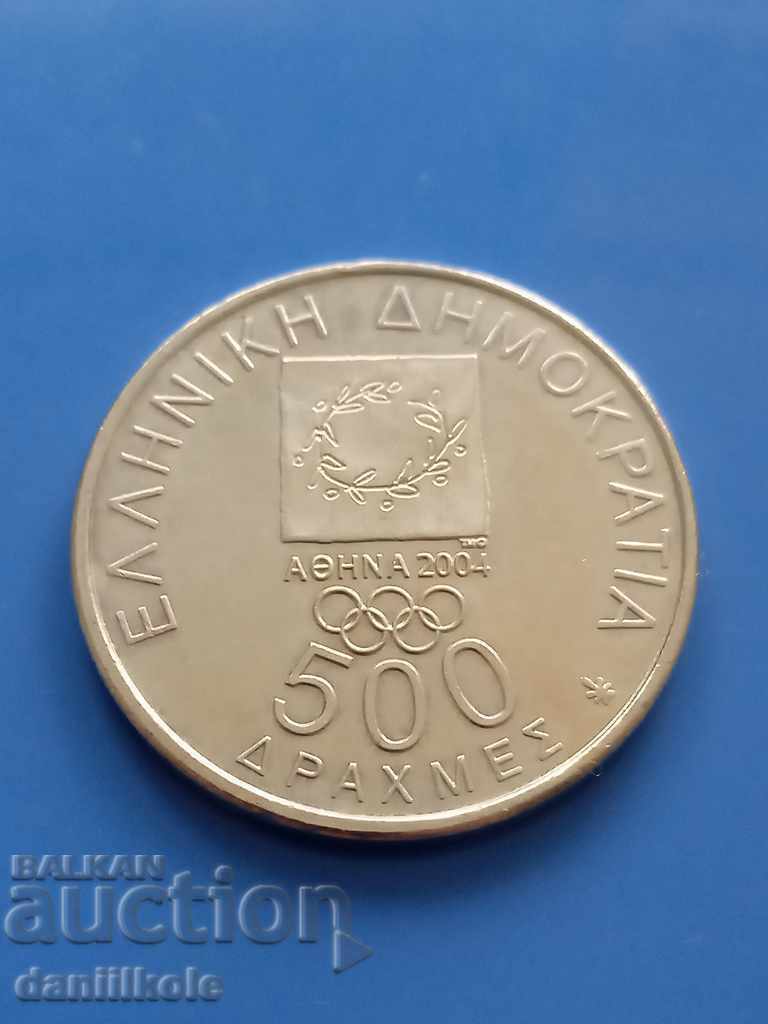 ΕΛΛΗΝΙΚΗ ΔΗΜΟΚΡΑΤΙΑ
ΑΘΗΝΑ 2004
500
ΔΡΑΧΜΕΣ
BALKAN
auction
daniilkole